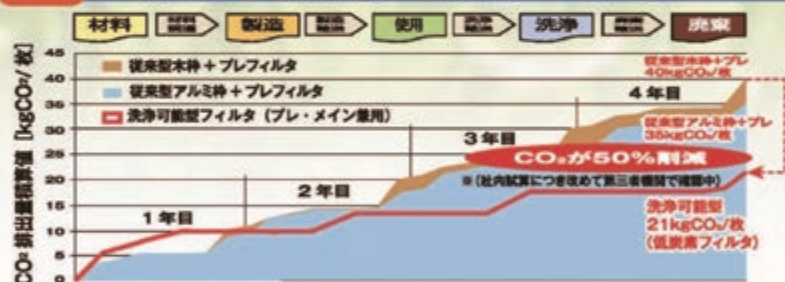 材料 製造 使用 洗浄 廃棄
CO² 排出量換算値 [kgCO²/ 枚]
45
40
35
30
25
20
15
10
5
0
従来型木枠 + プレフィルタ
従来型アルミ枠 + プレフィルタ
洗浄可能型フィルタ（プレ・メイン兼用）
1 年目
2 年目
3 年目
4 年目
従来型木枠+プレ
40kgCO₂/枚
従来型アルミ枠+プレ
35kgCO₂/枚
CO₂が50%削減
※(社内試算につき改めて第三者機関で確認中)
洗浄可能型
21kgCO₂/枚
(低炭素フィルタ)